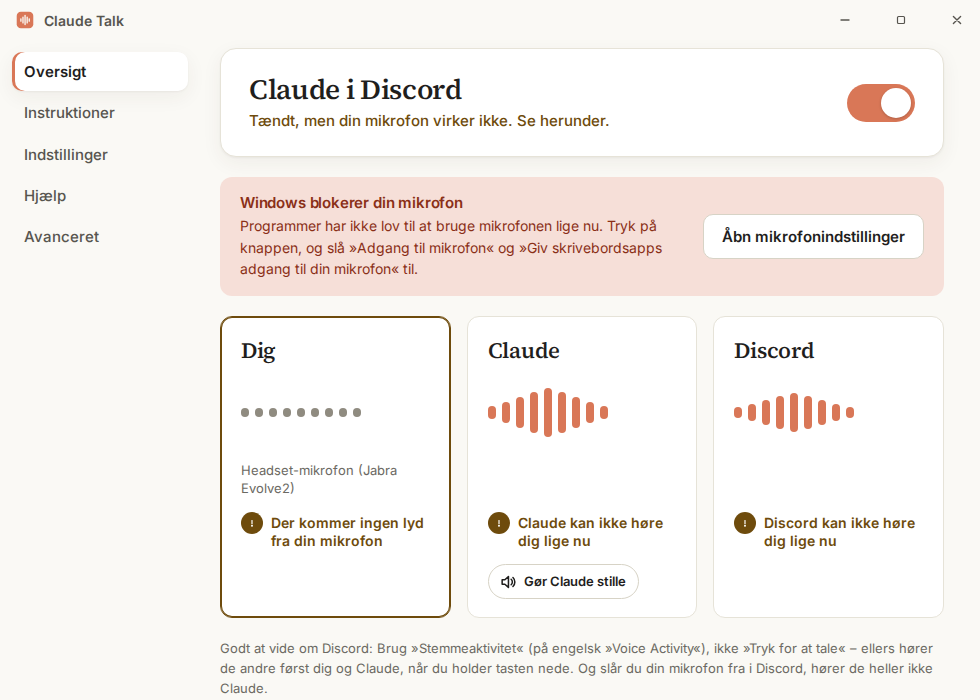 Claude Talk
Oversigt
Instruktioner
Indstillinger
Hjælp
Avanceret
Claude i Discord
Tændt, men din mikrofon virker ikke. Se herunder.
Windows blokerer din mikrofon
Programmer har ikke lov til at bruge mikrofonen lige nu. Tryk på
knappen, og slå »Adgang til mikrofon« og »Giv skrivebordsapps
adgang til din mikrofon« til.
Åbn mikrofonindstillinger
Dig
Headset-mikrofon (Jabra
Evolve2)
Der kommer ingen lyd
fra din mikrofon
Claude
Claude kan ikke høre
dig lige nu
Gør Claude stille
Discord
Discord kan ikke høre
dig lige nu
Godt at vide om Discord: Brug »Stemmeaktivitet« (på engelsk »Voice Activity«), ikke »Tryk for at tale« – ellers hører
de andre først dig og Claude, når du holder tasten nede. Og slår du din mikrofon fra i Discord, hører de heller ikke
Claude.